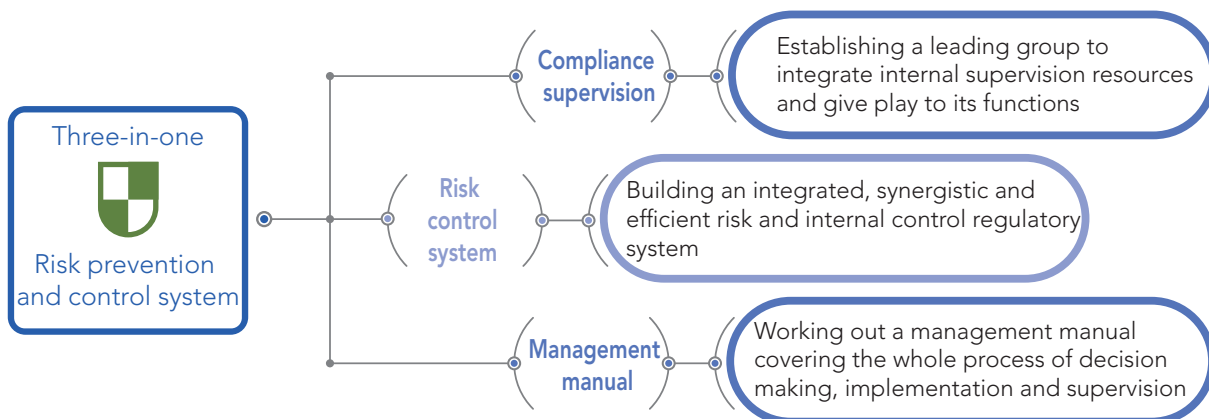 Three-in-one
Risk prevention
and control system
Compliance
supervision
Establishing a leading group to
integrate internal supervision resources
and give play to its functions
Risk
control
system
Building an integrated, synergistic and
efficient risk and internal control regulatory
system
Management
manual
Working out a management manual
covering the whole process of decision
making, implementation and supervision